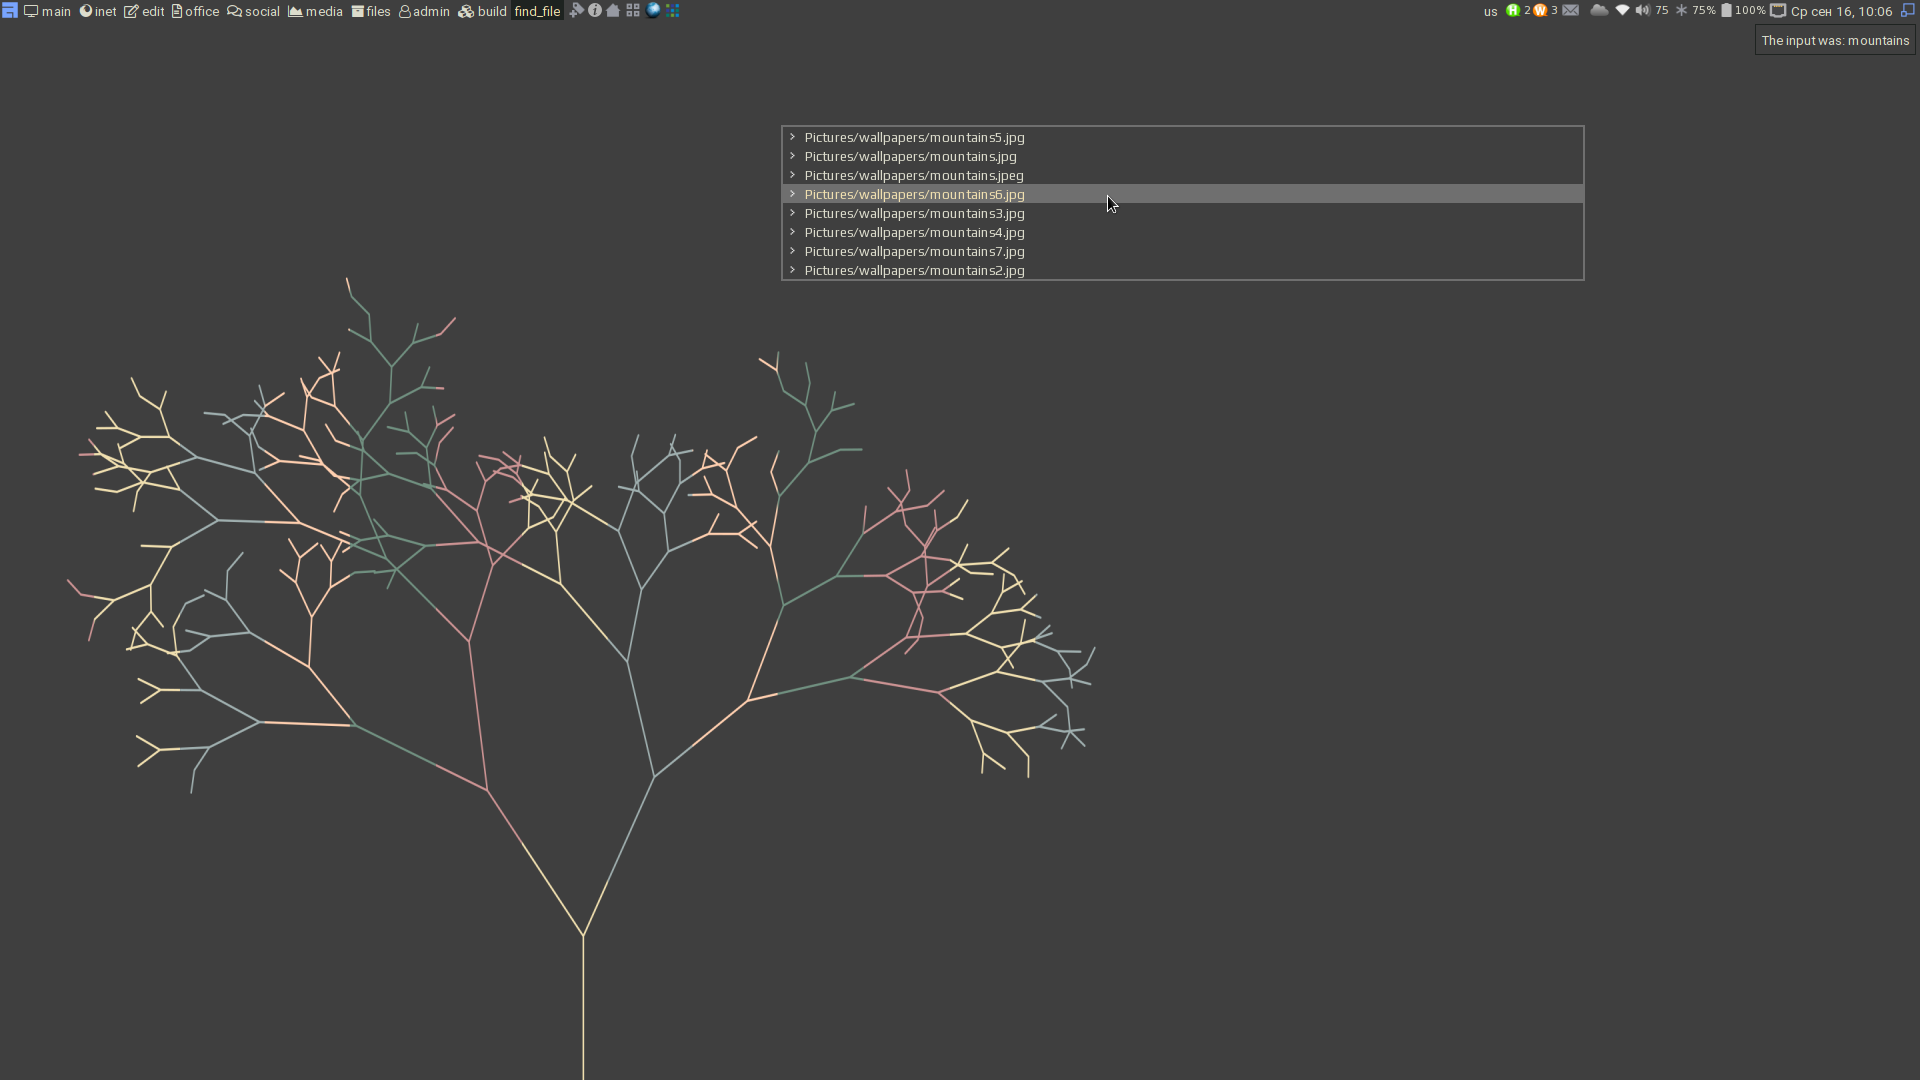 main inet edit office social media files admin build find_file us 2 3 75 75% 100% Ср сен 16, 10:06
The input was: mountains
Pictures/wallpapers/mountains5.jpg
Pictures/wallpapers/mountains.jpg
Pictures/wallpapers/mountains.jpeg
Pictures/wallpapers/mountains6.jpg
Pictures/wallpapers/mountains3.jpg
Pictures/wallpapers/mountains4.jpg
Pictures/wallpapers/mountains7.jpg
Pictures/wallpapers/mountains2.jpg